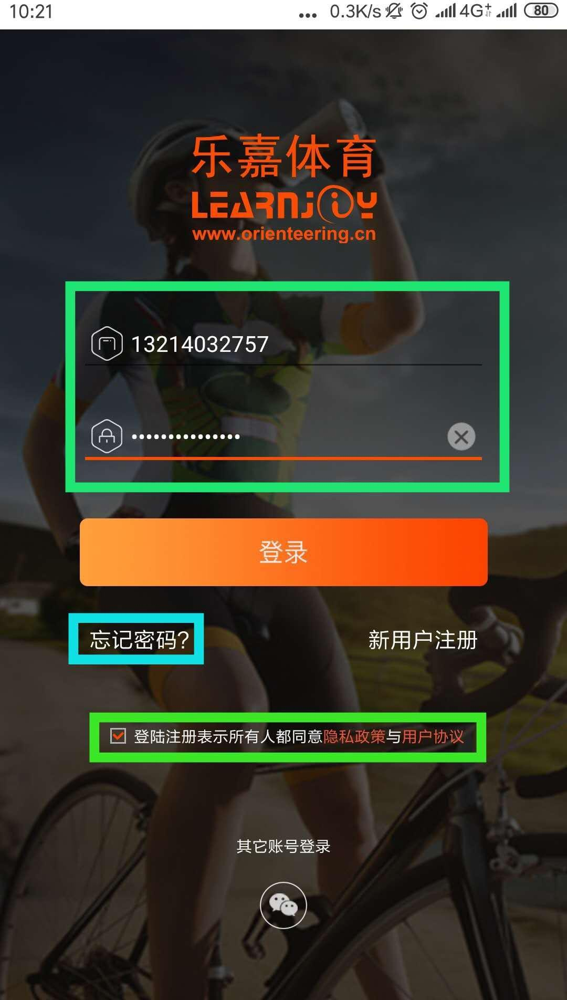 10:21 ... 0.3K/s 4G+ 80
乐嘉体育
LEARNJOY
www.orienteering.cn
13214032757
•••••••••••••••
登录
忘记密码? 新用户注册
登陆注册表示所有人都同意隐私政策与用户协议
其它账号登录